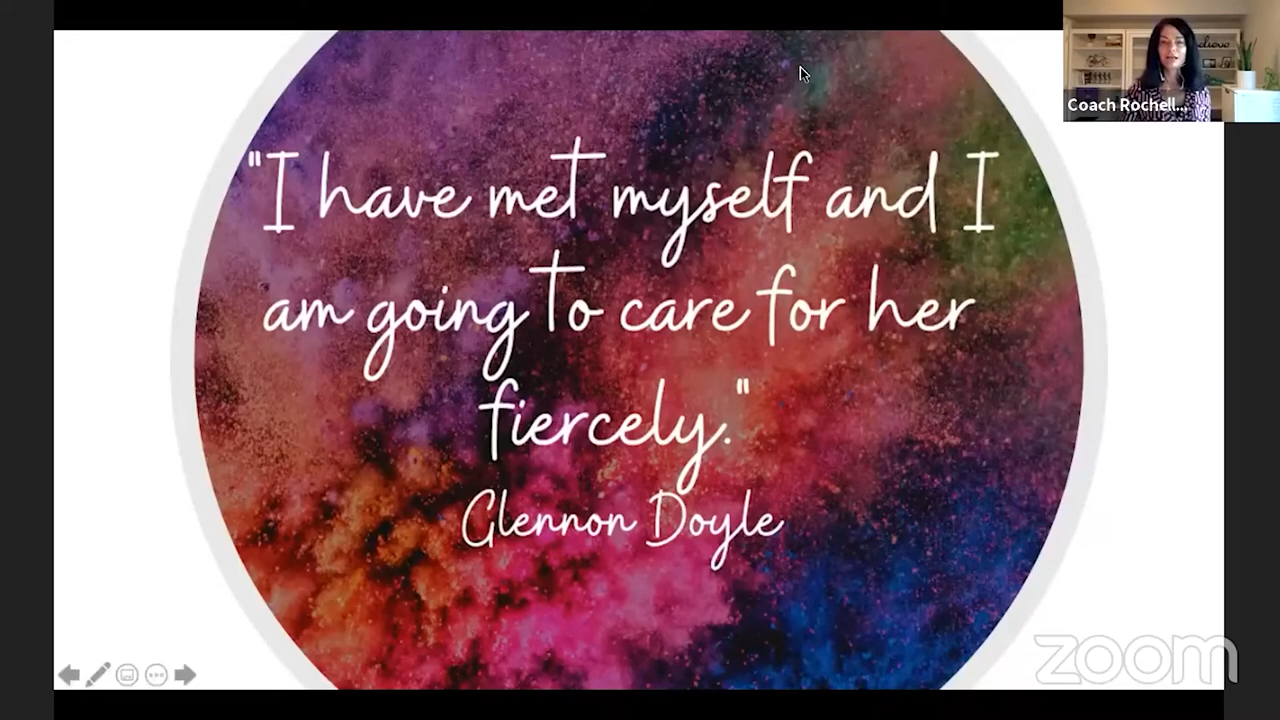 "I have met myself and I
am going to care for her
fiercely."
Glennon Doyle
Coach Rochell...
zoom